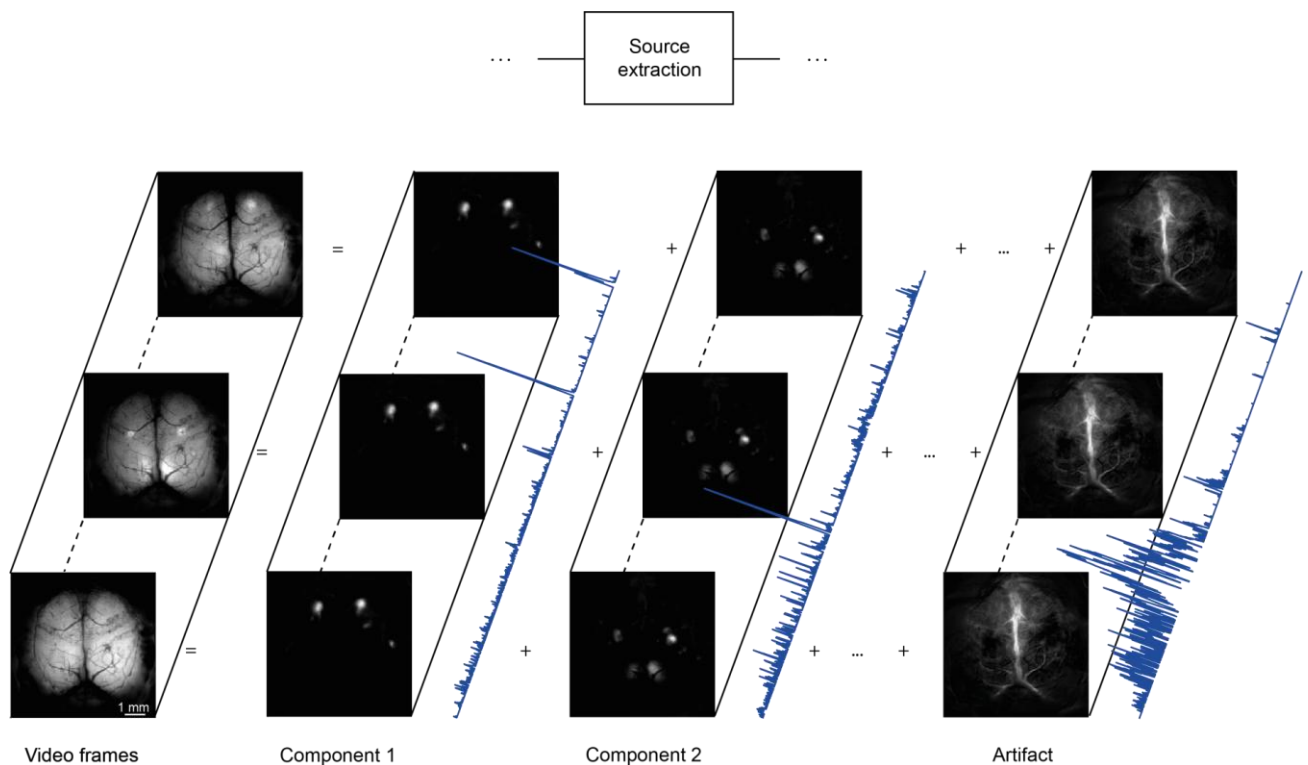 ... Source ...
extraction
= + + ... +
= + + ... +
1 mm = + + ... +
Video frames Component 1 Component 2 Artifact